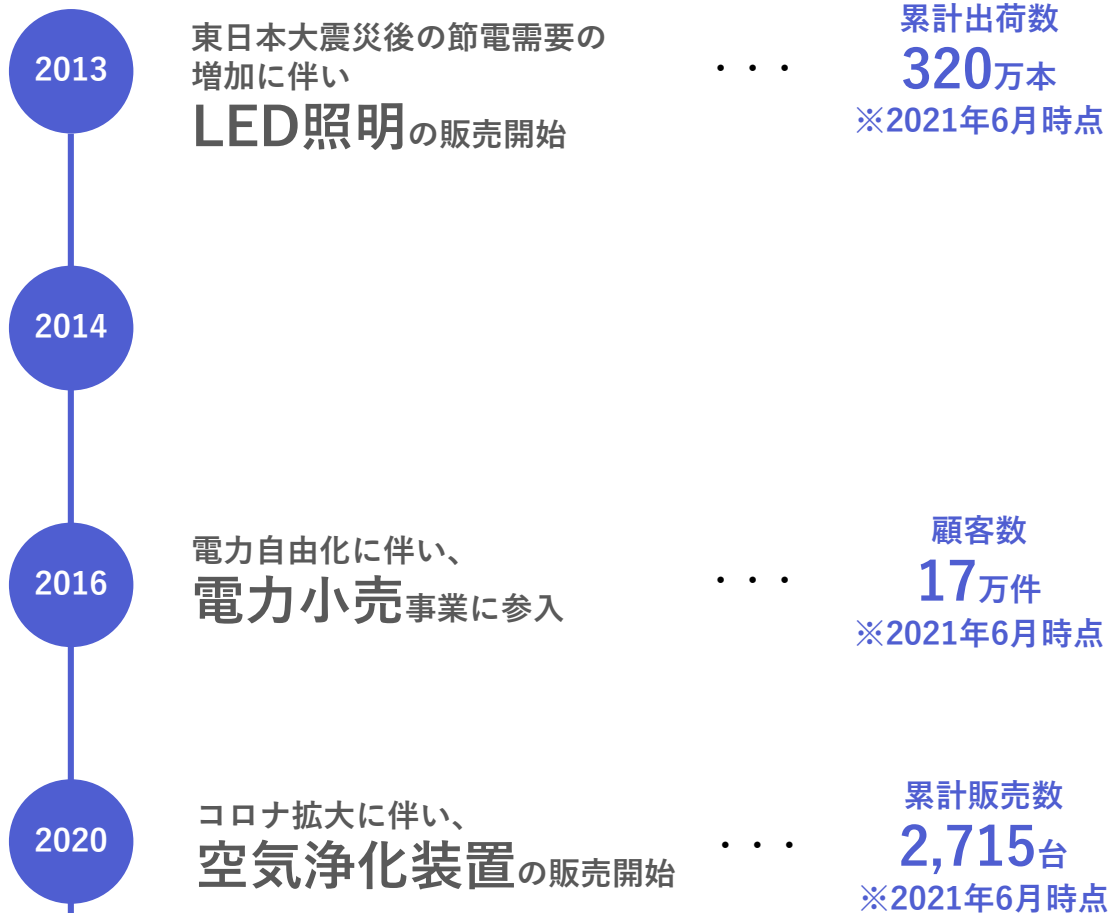 2013
東日本大震災後の節電需要の
増加に伴い
LED照明の販売開始
・・・
累計出荷数
320万本
※2021年6月時点
2014
2016
電力自由化に伴い、
電力小売事業に参入
・・・
顧客数
17万件
※2021年6月時点
2020
コロナ拡大に伴い、
空気浄化装置の販売開始
・・・
累計販売数
2,715台
※2021年6月時点